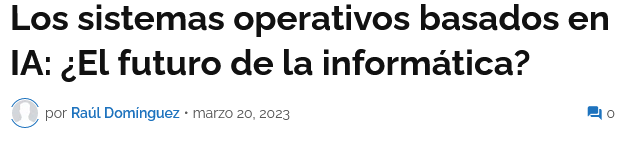 Los sistemas operativos basados en
IA: ¿El futuro de la informática?
por Raúl Domínguez • marzo 20, 2023 0